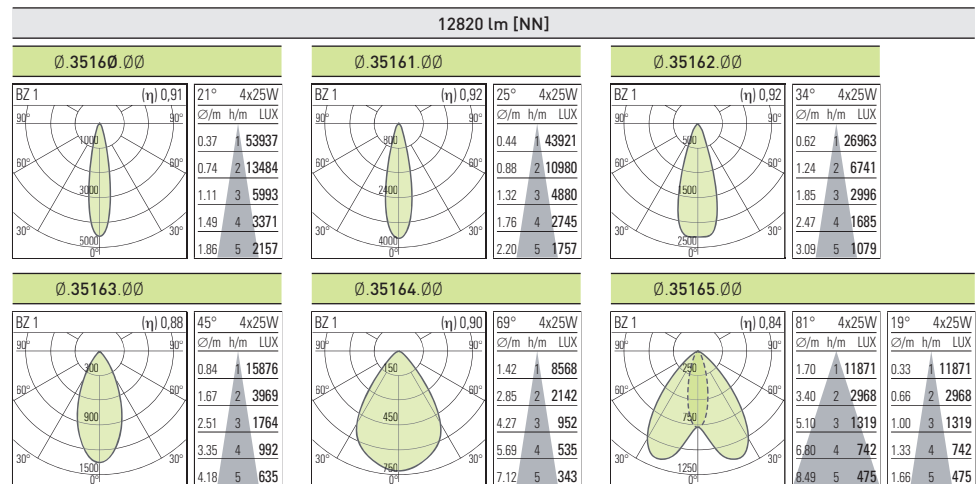 12820 lm [NN]
Ø.35160.ØØ
BZ 1 (η) 0,91
90° 90°
1000
60° 60°
3000
30° 30°
5000
0°
21° 4x25W
Ø/m h/m LUX
0.37 1 53937
0.74 2 13484
1.11 3 5993
1.49 4 3371
1.86 5 2157
Ø.35161.ØØ
BZ 1 (η) 0,92
90° 90°
800
60° 60°
2400
30° 30°
4000
0°
25° 4x25W
Ø/m h/m LUX
0.44 1 43921
0.88 2 10980
1.32 3 4880
1.76 4 2745
2.20 5 1757
Ø.35162.ØØ
BZ 1 (η) 0,92
90° 90°
500
60° 60°
1500
30° 30°
2500
0°
34° 4x25W
Ø/m h/m LUX
0.62 1 26963
1.24 2 6741
1.85 3 2996
2.47 4 1685
3.09 5 1079
Ø.35163.ØØ
BZ 1 (η) 0,88
90° 90°
300
60° 60°
900
30° 30°
1500
0°
45° 4x25W
Ø/m h/m LUX
0.84 1 15876
1.67 2 3969
2.51 3 1764
3.35 4 992
4.18 5 635
Ø.35164.ØØ
BZ 1 (η) 0,90
90° 90°
150
60° 60°
450
30° 30°
750
0°
69° 4x25W
Ø/m h/m LUX
1.42 1 8568
2.85 2 2142
4.27 3 952
5.69 4 535
7.12 5 343
Ø.35165.ØØ
BZ 1 (η) 0,84
90° 90°
250
60° 60°
750
30° 30°
1250
0°
81° 4x25W
Ø/m h/m LUX
1.70 1 11871
3.40 2 2968
5.10 3 1319
6.80 4 742
8.49 5 475
19° 4x25W
Ø/m h/m LUX
0.33 1 11871
0.66 2 2968
1.00 3 1319
1.33 4 742
1.66 5 475